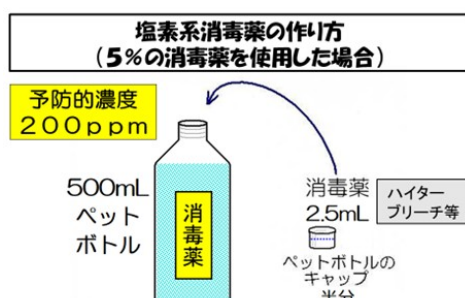 塩素系消毒薬の作り方
(5%の消毒薬を使用した場合)
予防的濃度
200ppm
500mL
ペット
ボトル
消毒薬
消毒薬
2.5mL
ハイター
ブリーチ等
ペットボトルの
キャップ
半分